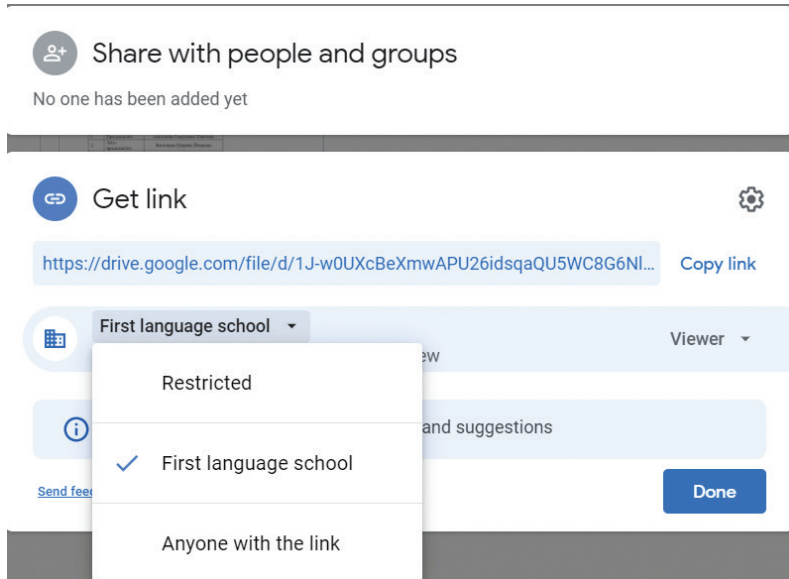 Share with people and groups
No one has been added yet
Get link
https://drive.google.com/file/d/1J-w0UXcBeXmwAPU26idsqaQU5WC8G6Nl... Copy link
First language school
Viewer
Restricted
and suggestions
First language school
Send
Done
Anyone with the link